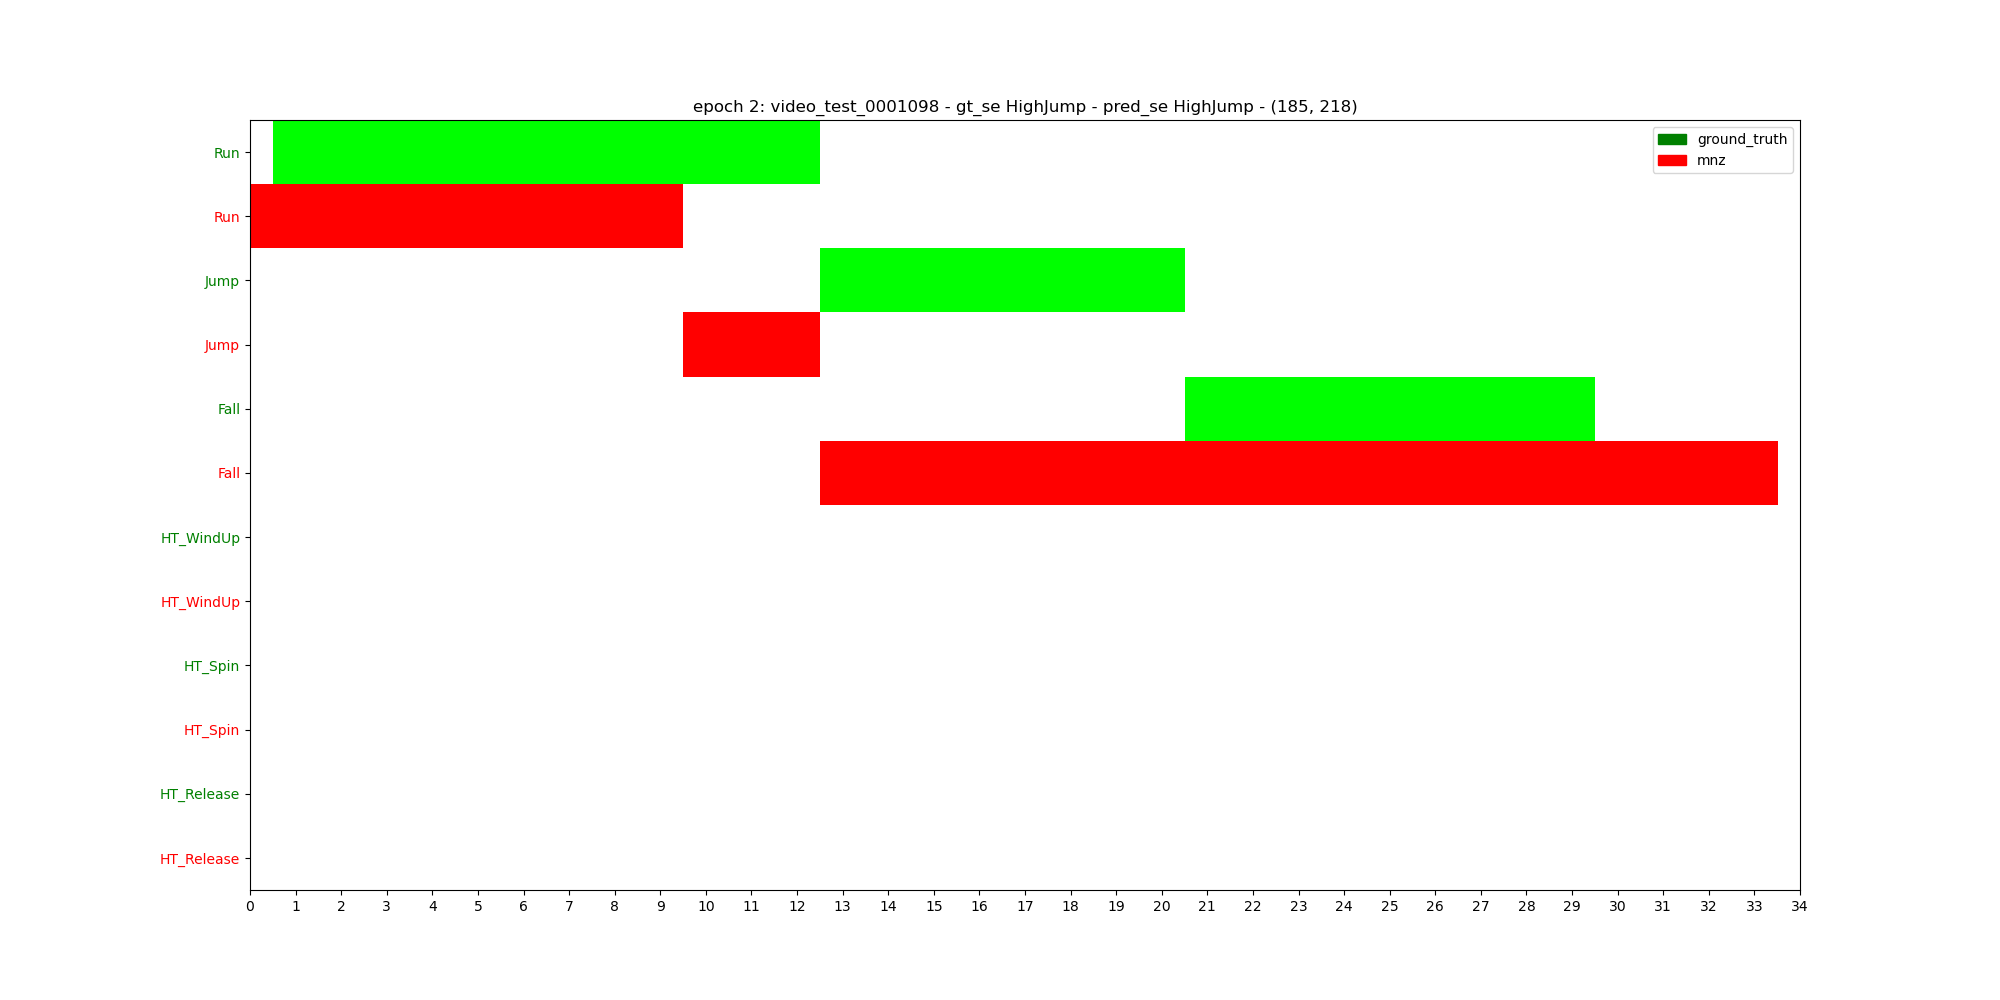 epoch 2: video_test_0001098 - gt_se HighJump - pred_se HighJump - (185, 218)
ground_truth
mnz
Run
Run
Jump
Jump
Fall
Fall
HT_WindUp
HT_WindUp
HT_Spin
HT_Spin
HT_Release
HT_Release
0 1 2 3 4 5 6 7 8 9 10 11 12 13 14 15 16 17 18 19 20 21 22 23 24 25 26 27 28 29 30 31 32 33 34